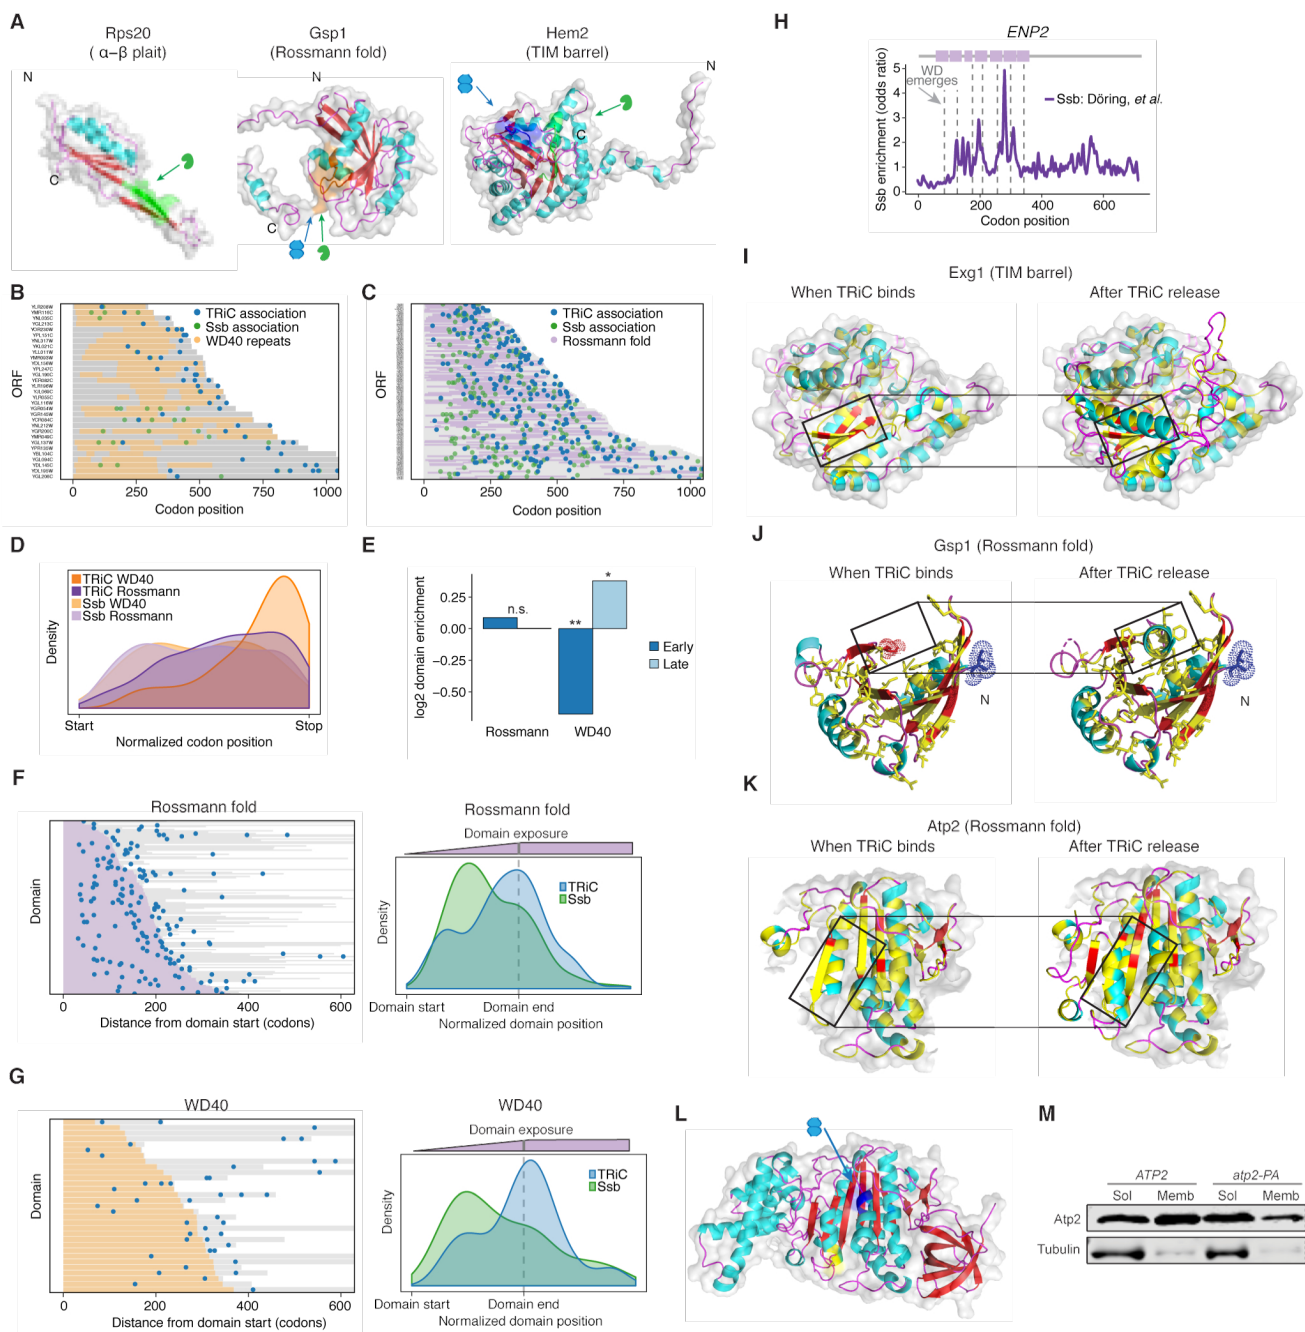 A
Rps20
( α–β plait)
N
C
Gsp1
(Rossmann fold)
N
C
Hem2
(TIM barrel)
N
C
H
ENP2
WD
emerges
Ssb: Döring, et al.
Ssb enrichment (odds ratio)
5
4
3
2
1
0
0 200 400 600
Codon position
B
TRiC association
Ssb association
WD40 repeats
ORF
0 250 500 750 1000
Codon position
C
TRiC association
Ssb association
Rossmann fold
ORF
0 250 500 750 1000
Codon position
I
Exg1 (TIM barrel)
When TRiC binds
After TRiC release
D
TRiC WD40
TRiC Rossmann
Ssb WD40
Ssb Rossmann
Density
Start
Stop
Normalized codon position
E
log2 domain enrichment
0.25
0.00
−0.25
−0.50
n.s.
**
*
Early
Late
Rossmann WD40
J
Gsp1 (Rossmann fold)
When TRiC binds
After TRiC release
N
N
F
Rossmann fold
Domain
0 200 400 600
Distance from domain start (codons)
Rossmann fold
Domain exposure
TRiC
Ssb
Density
Domain start
Domain end
Normalized domain position
K
Atp2 (Rossmann fold)
When TRiC binds
After TRiC release
G
WD40
Domain
0 200 400 600
Distance from domain start (codons)
WD40
Domain exposure
TRiC
Ssb
Density
Domain start
Domain end
Normalized domain position
L
M
ATP2 atp2-PA
Sol Memb Sol Memb
Atp2
Tubulin